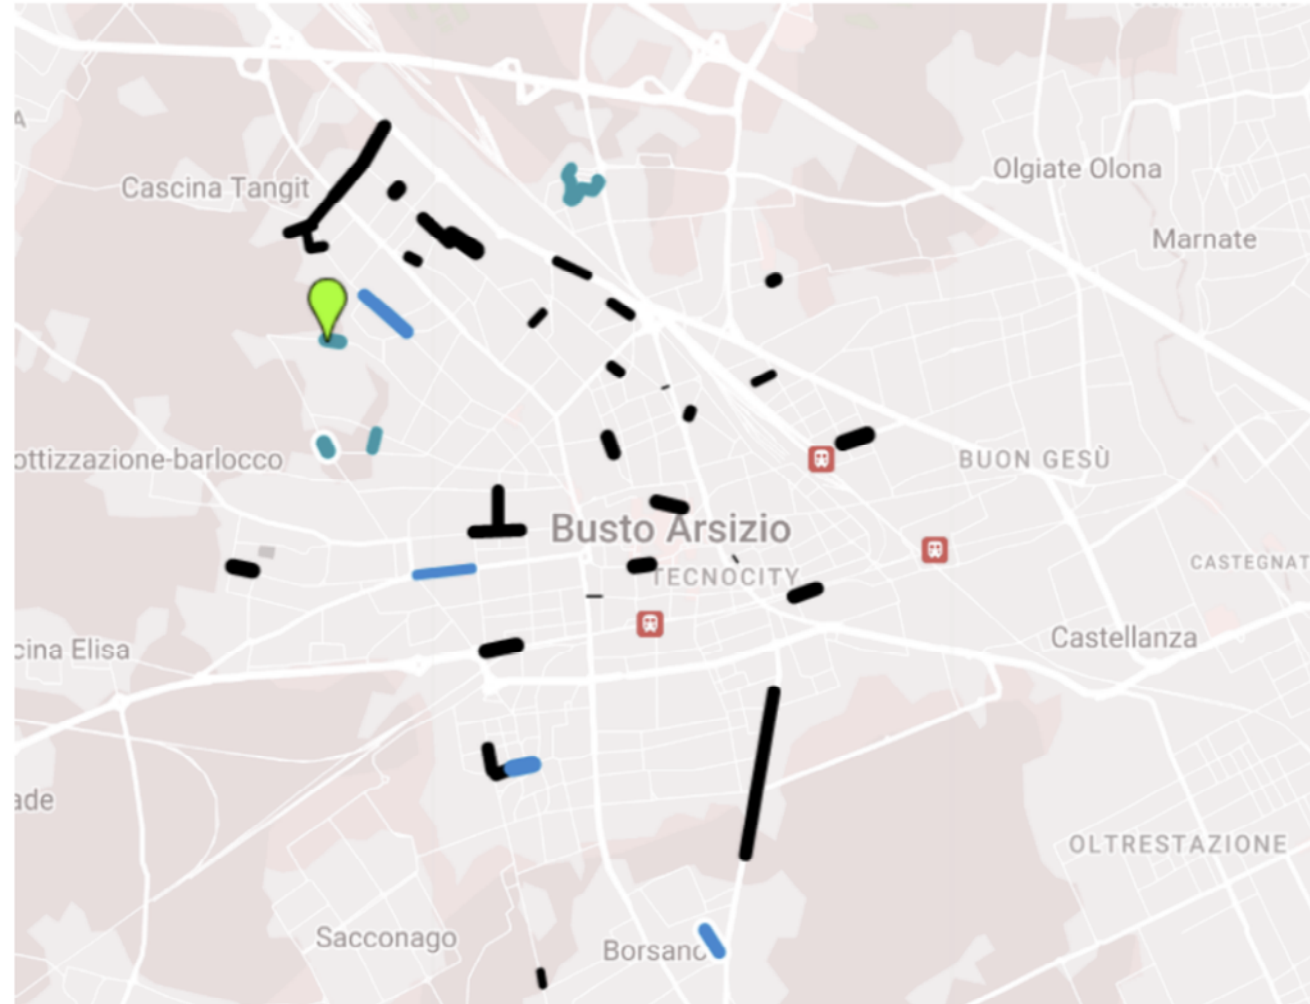 Cascina Tangit
Olgiate Olona
Marnate
ottizzazione-barlocco
BUON GESÙ
Busto Arsizio
TECNOCITY
CASTEGNAT
cina Elisa
Castellanza
ade
OLTRESTAZIONE
Sacconago
Borsano